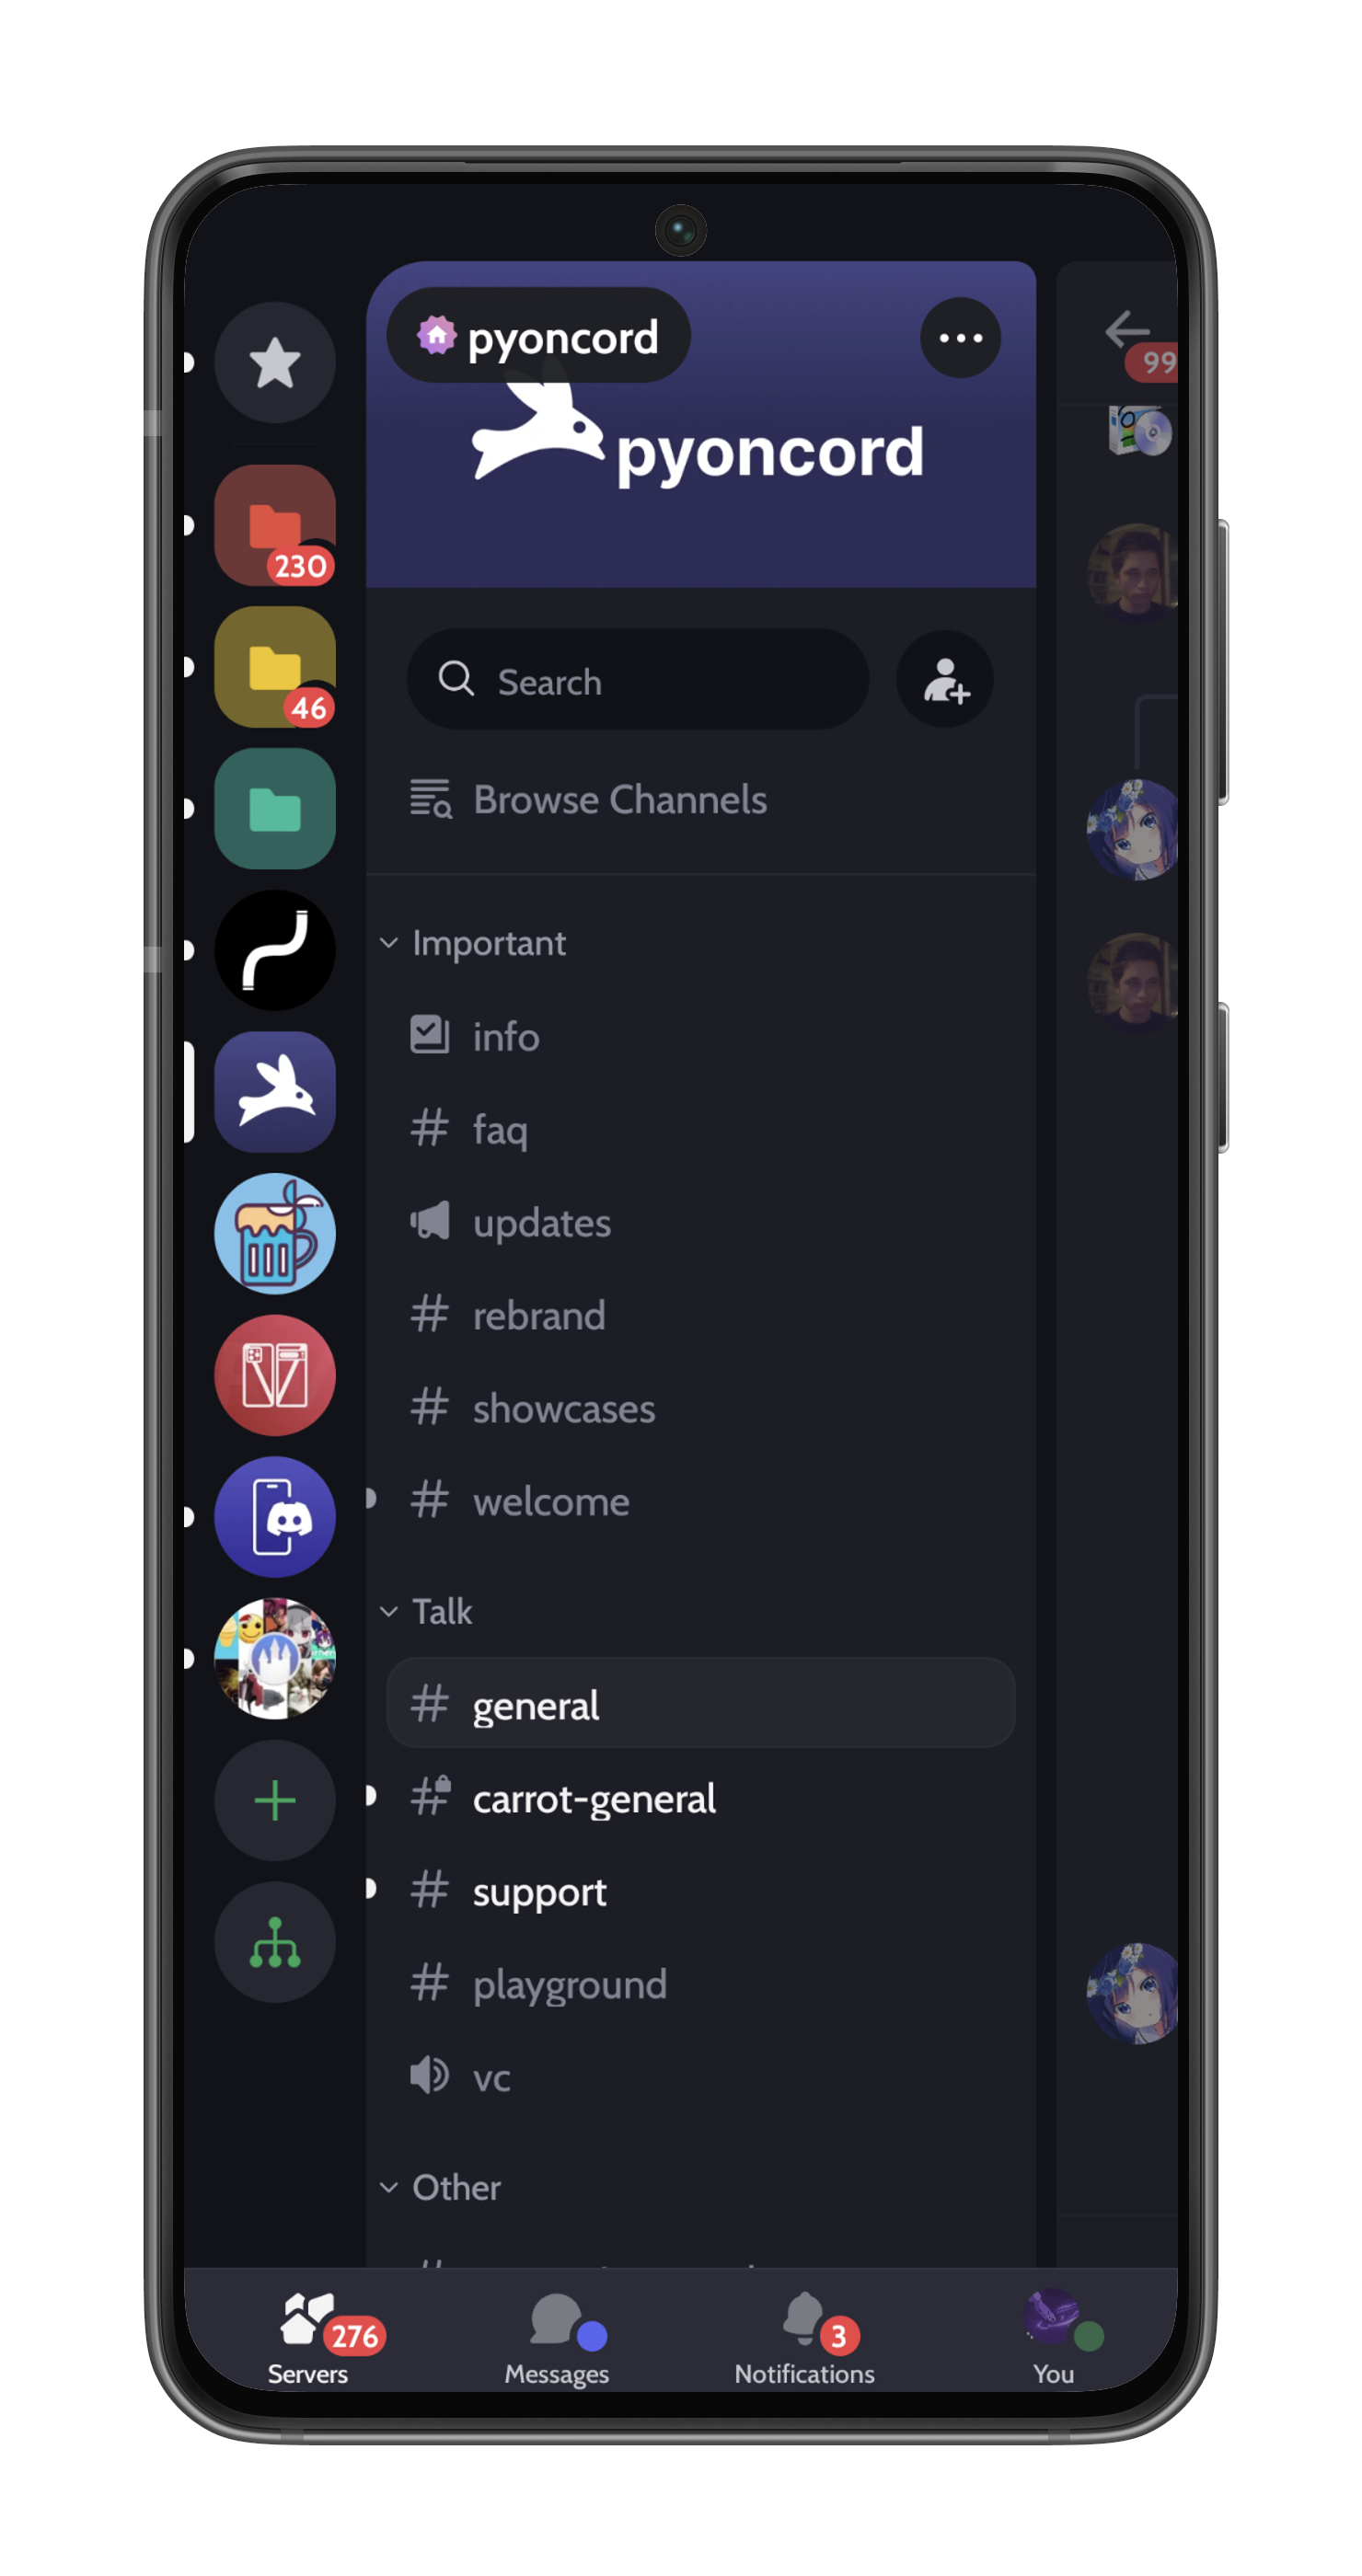 pyoncord
99
pyoncord
230
Search
46
Browse Channels
Important
info
faq
updates
rebrand
showcases
welcome
Talk
general
carrot-general
support
playground
vc
Other
276
3
Servers
Messages
Notifications
You